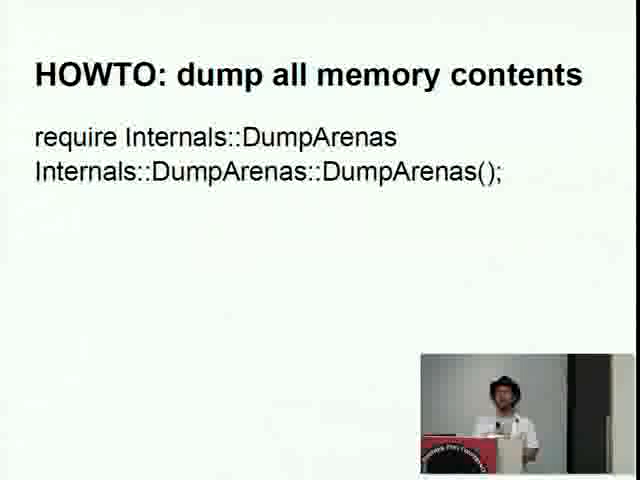 HOWTO: dump all memory contents
require Internals::DumpArenas
Internals::DumpArenas::DumpArenas();